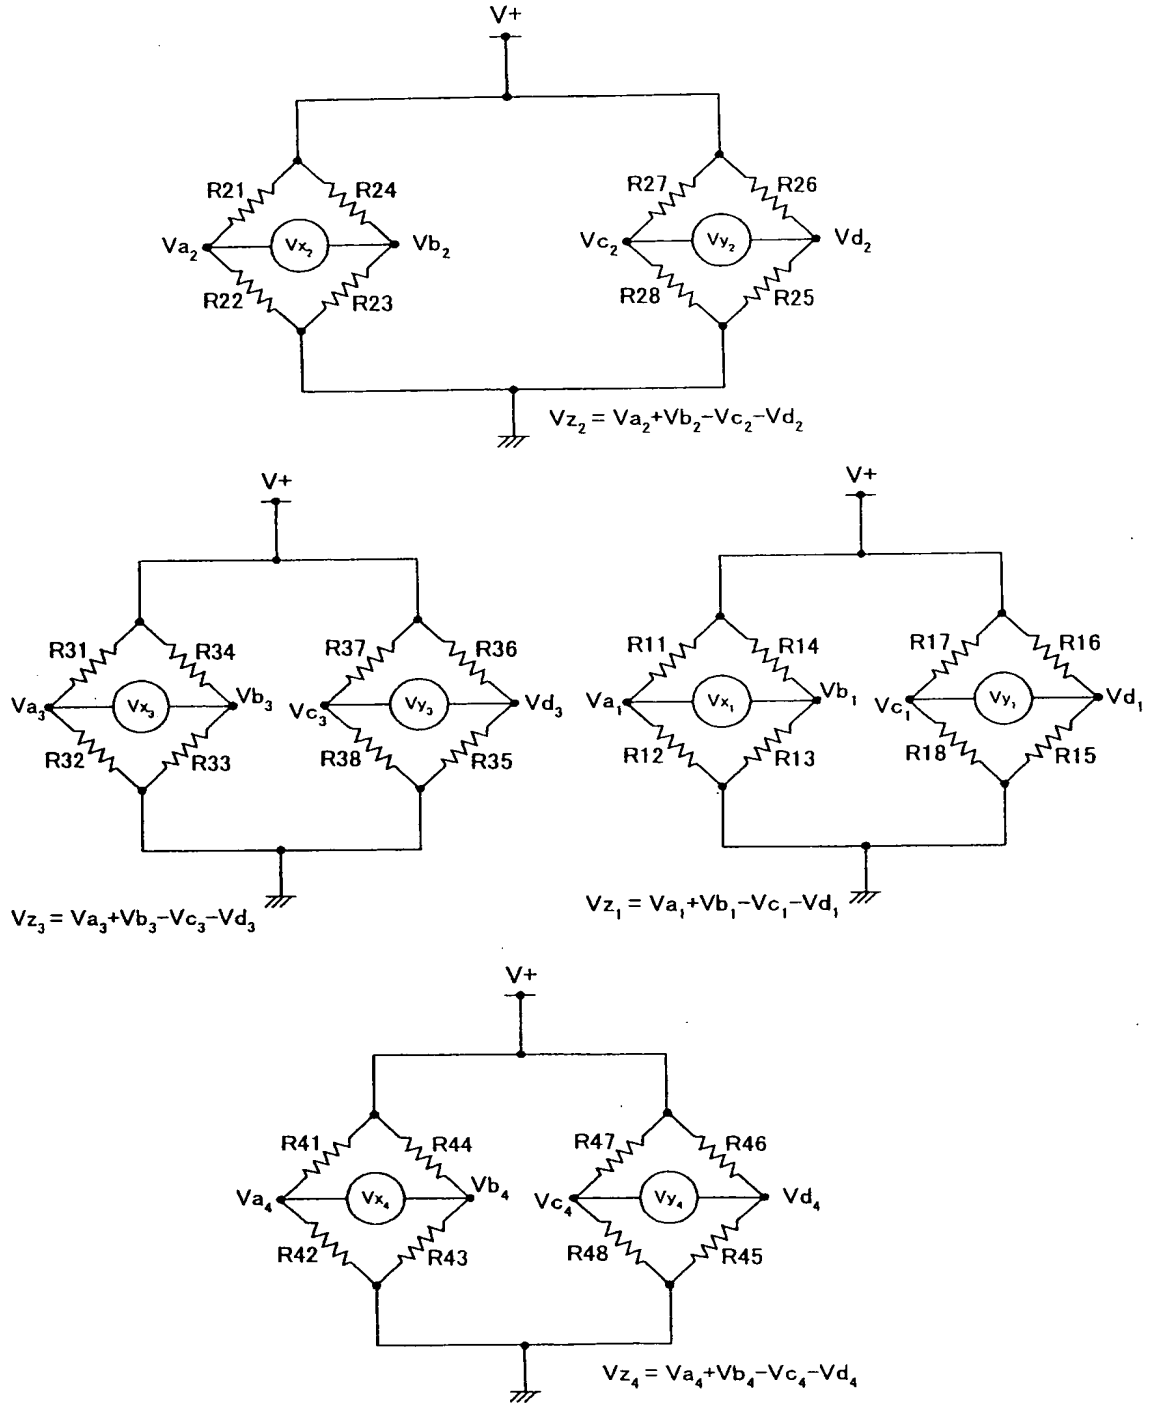 V+
R21 R24 R27 R26
Va₂ Vx₂ Vb₂ Vc₂ Vy₂ Vd₂
R22 R23 R28 R25
Vz₂ = Va₂+Vb₂−Vc₂−Vd₂
V+ V+
R31 R34 R37 R36 R11 R14 R17 R16
Va₃ Vx₃ Vb₃ Vc₃ Vy₃ Vd₃ Va₁ Vx₁ Vb₁ Vc₁ Vy₁ Vd₁
R32 R33 R38 R35 R12 R13 R18 R15
Vz₃ = Va₃+Vb₃−Vc₃−Vd₃ Vz₁ = Va₁+Vb₁−Vc₁−Vd₁
V+
R41 R44 R47 R46
Va₄ Vx₄ Vb₄ Vc₄ Vy₄ Vd₄
R42 R43 R48 R45
Vz₄ = Va₄+Vb₄−Vc₄−Vd₄